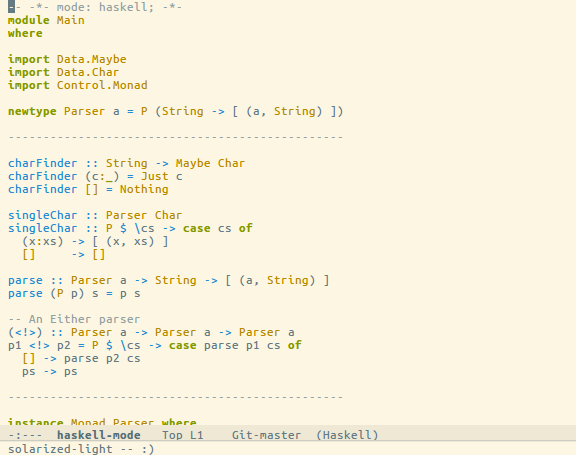 -- -*- mode: haskell; -*-
module Main
where
import Data.Maybe
import Data.Char
import Control.Monad
newtype Parser a = P (String -> [ (a, String) ])
------------------------------------------------
charFinder :: String -> Maybe Char
charFinder (c:_) = Just c
charFinder [] = Nothing
singleChar :: Parser Char
singleChar :: P $ \cs -> case cs of
  (x:xs) -> [ (x, xs) ]
  []     -> []
parse :: Parser a -> String -> [ (a, String) ]
parse (P p) s = p s
-- An Either parser
(<!>) :: Parser a -> Parser a -> Parser a
p1 <!> p2 = P $ \cs -> case parse p1 cs of
  [] -> parse p2 cs
  ps -> ps
------------------------------------------------
instance Monad Parser where
-:---  haskell-mode   Top L1    Git-master  (Haskell)
solarized-light -- :)